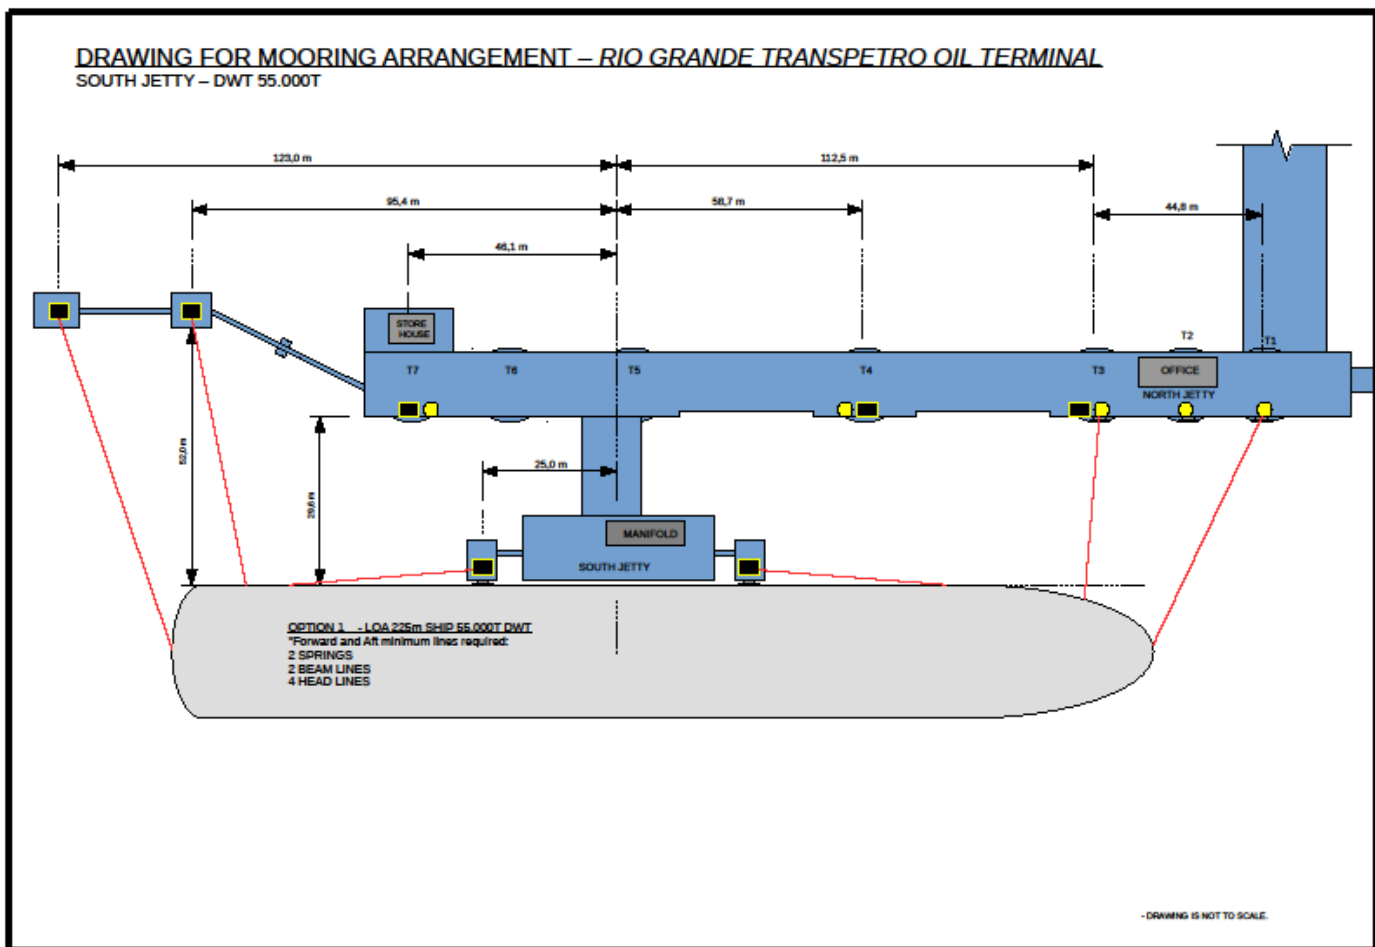 DRAWING FOR MOORING ARRANGEMENT – RIO GRANDE TRANSPETRO OIL TERMINAL
SOUTH JETTY – DWT 55.000T
123,0 m
112,5 m
95,4 m
58,7 m
44,8 m
46,1 m
STORE
HOUSE
T2
T1
T7
T6
T5
T4
T3
OFFICE
NORTH JETTY
52,0 m
29,6 m
25,0 m
MANIFOLD
SOUTH JETTY
OPTION 1 - LOA 225m SHIP 55.000T DWT
*Forward and Aft minimum lines required:
2 SPRINGS
2 BEAM LINES
4 HEAD LINES
- DRAWING IS NOT TO SCALE.